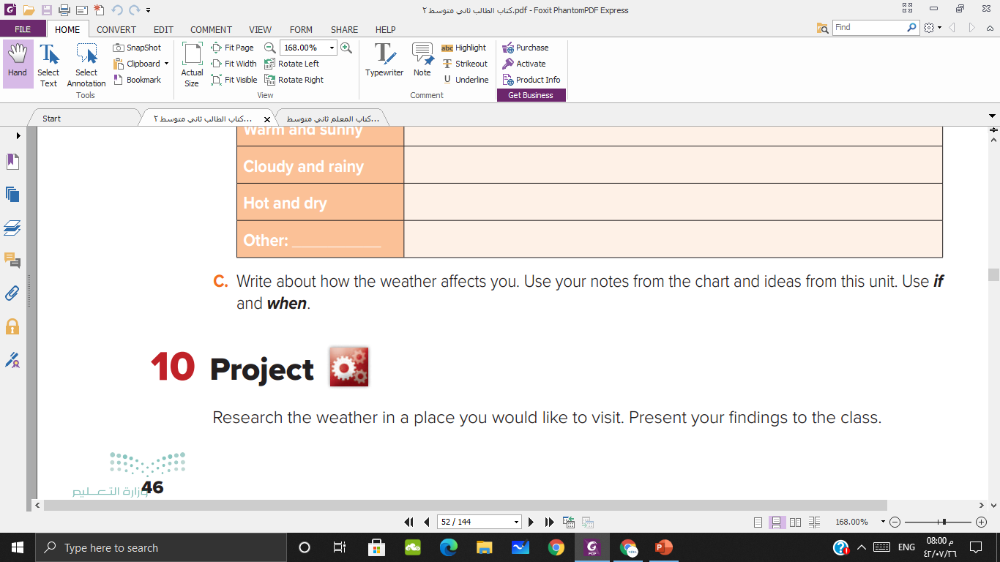 كتاب الطالب ثاني متوسط ٢.pdf - Foxit PhantomPDF Express
FILE HOME CONVERT EDIT COMMENT VIEW FORM SHARE HELP Find
Hand
Select Text
Select Annotation
SnapShot
Clipboard
Bookmark
Tools
Actual Size
Fit Page
Fit Width
Fit Visible
168.00%
Rotate Left
Rotate Right
View
Typewriter
Note
Highlight
Strikeout
Underline
Comment
Purchase
Activate
Product Info
Get Business
Start
كتاب الطالب ثاني متوسط ٢...
كتاب المعلم ثاني متوسط...
Warm and sunny
Cloudy and rainy
Hot and dry
Other: ____________
C. Write about how the weather affects you. Use your notes from the chart and ideas from this unit. Use if
and when.
10 Project
Research the weather in a place you would like to visit. Present your findings to the class.
وزارة التعـــليم
46
52 / 144
168.00%
Type here to search
ENG
08:00 م
٤٢/٠٧/٢٦